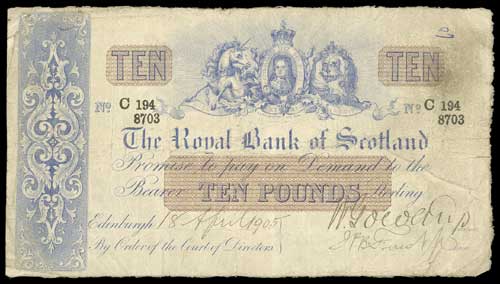 TEN TEN
No C 194 No C 194
8703 8703
The Royal Bank of Scotland
Promise to pay on Demand to the
Bearer TEN POUNDS Sterling
Edinburgh 18 April 1905
By Order of the Court of Directors